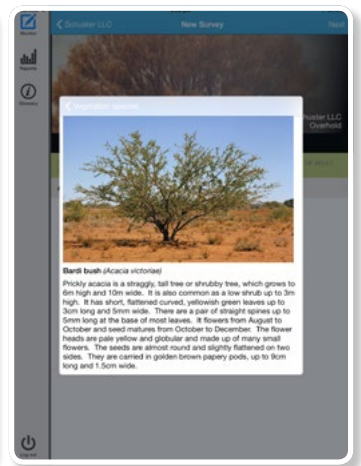 Schuster LLC
New Survey
Next
Monitor
Reports
Glossary
Schuster LLC
Overhold
Vegetation species
Bardi bush (Acacia victoriae)
Prickly acacia is a straggly, tall tree or shrubby tree, which grows to
6m high and 10m wide. It is also common as a low shrub up to 3m
high. It has short, flattened curved, yellowish green leaves up to
3cm long and 5mm wide. There are a pair of straight spines up to
5mm long at the base of most leaves. It flowers from August to
October and seed matures from October to December. The flower
heads are pale yellow and globular and made up of many small
flowers. The seeds are almost round and slightly flattened on two
sides. They are carried in golden brown papery pods, up to 9cm
long and 1.5cm wide.
Log out